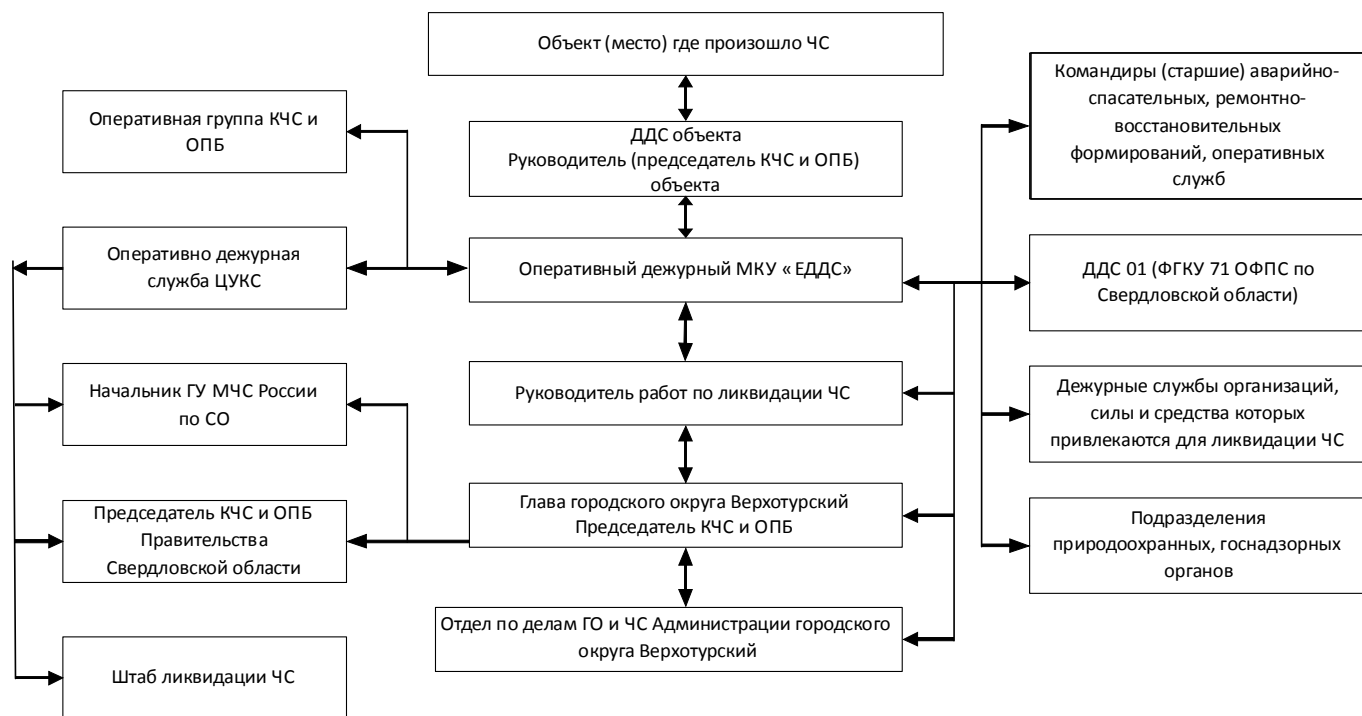 Объект (место) где произошло ЧС
Оперативная группа КЧС и
ОПБ
ДДС объекта
Руководитель (председатель КЧС и ОПБ)
объекта
Командиры (старшие) аварийно-
спасательных, ремонтно-
восстановительных
формирований, оперативных
служб
Оперативно дежурная
служба ЦУКС
Оперативный дежурный МКУ «ЕДДС»
ДДС 01 (ФГКУ 71 ОФПС по
Свердловской области)
Начальник ГУ МЧС России
по СО
Руководитель работ по ликвидации ЧС
Дежурные службы организаций,
силы и средства которых
привлекаются для ликвидации ЧС
Председатель КЧС и ОПБ
Правительства
Свердловской области
Глава городского округа Верхотурский
Председатель КЧС и ОПБ
Подразделения
природоохранных, госнадзорных
органов
Штаб ликвидации ЧС
Отдел по делам ГО и ЧС Администрации городского
округа Верхотурский